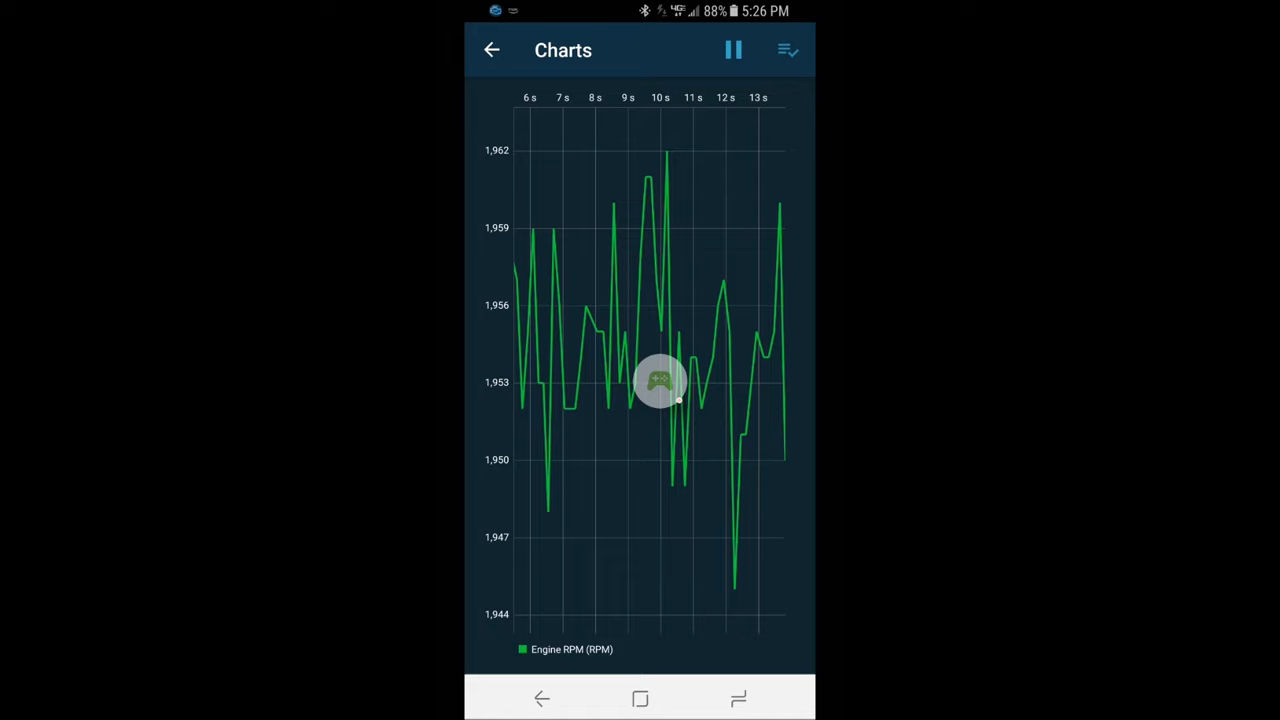 88% 5:26 PM
Charts
6 s 7 s 8 s 9 s 10 s 11 s 12 s 13 s
1,962
1,959
1,956
1,953
1,950
1,947
1,944
Engine RPM (RPM)